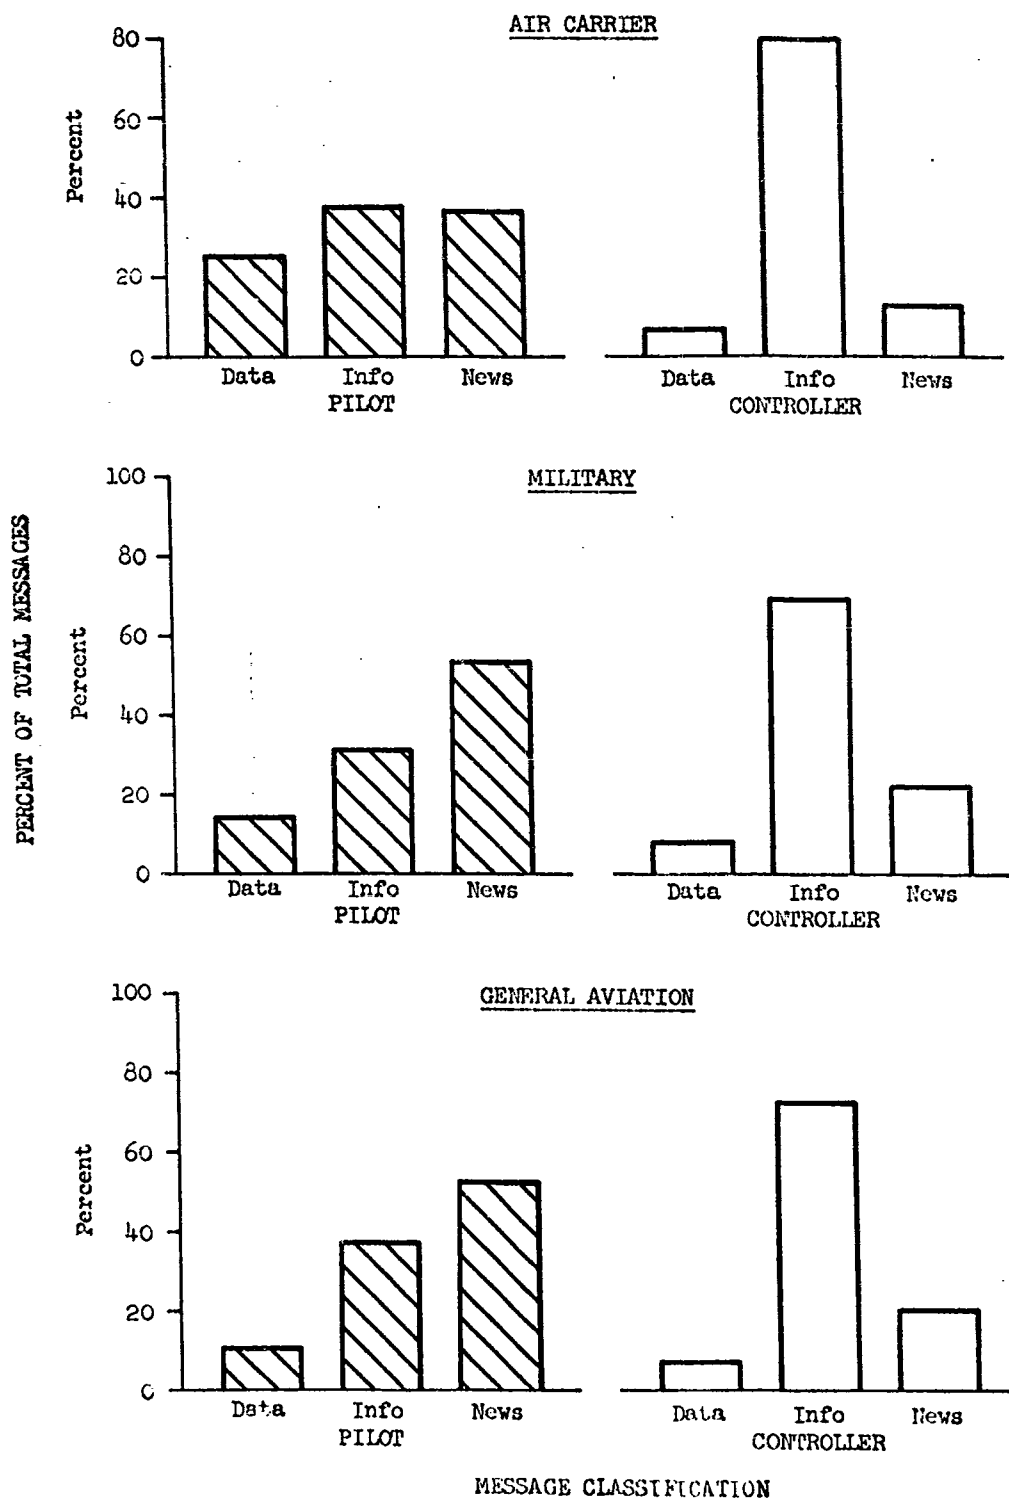 AIR CARRIER
80
60
40
20
0
Percent
Data Info News
PILOT
Data Info News
CONTROLLER
MILITARY
100
80
60
40
20
0
Percent
Data Info News
PILOT
Data Info News
CONTROLLER
PERCENT OF TOTAL MESSAGES
GENERAL AVIATION
100
80
60
40
20
0
Percent
Data Info News
PILOT
Data Info News
CONTROLLER
MESSAGE CLASSIFICATION